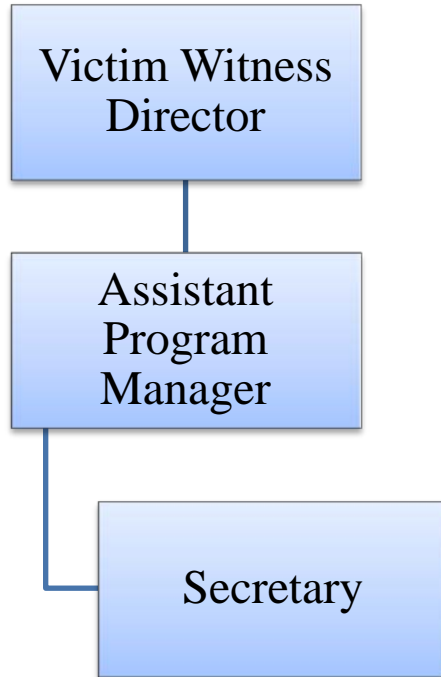 Victim Witness
Director
Assistant
Program
Manager
Secretary